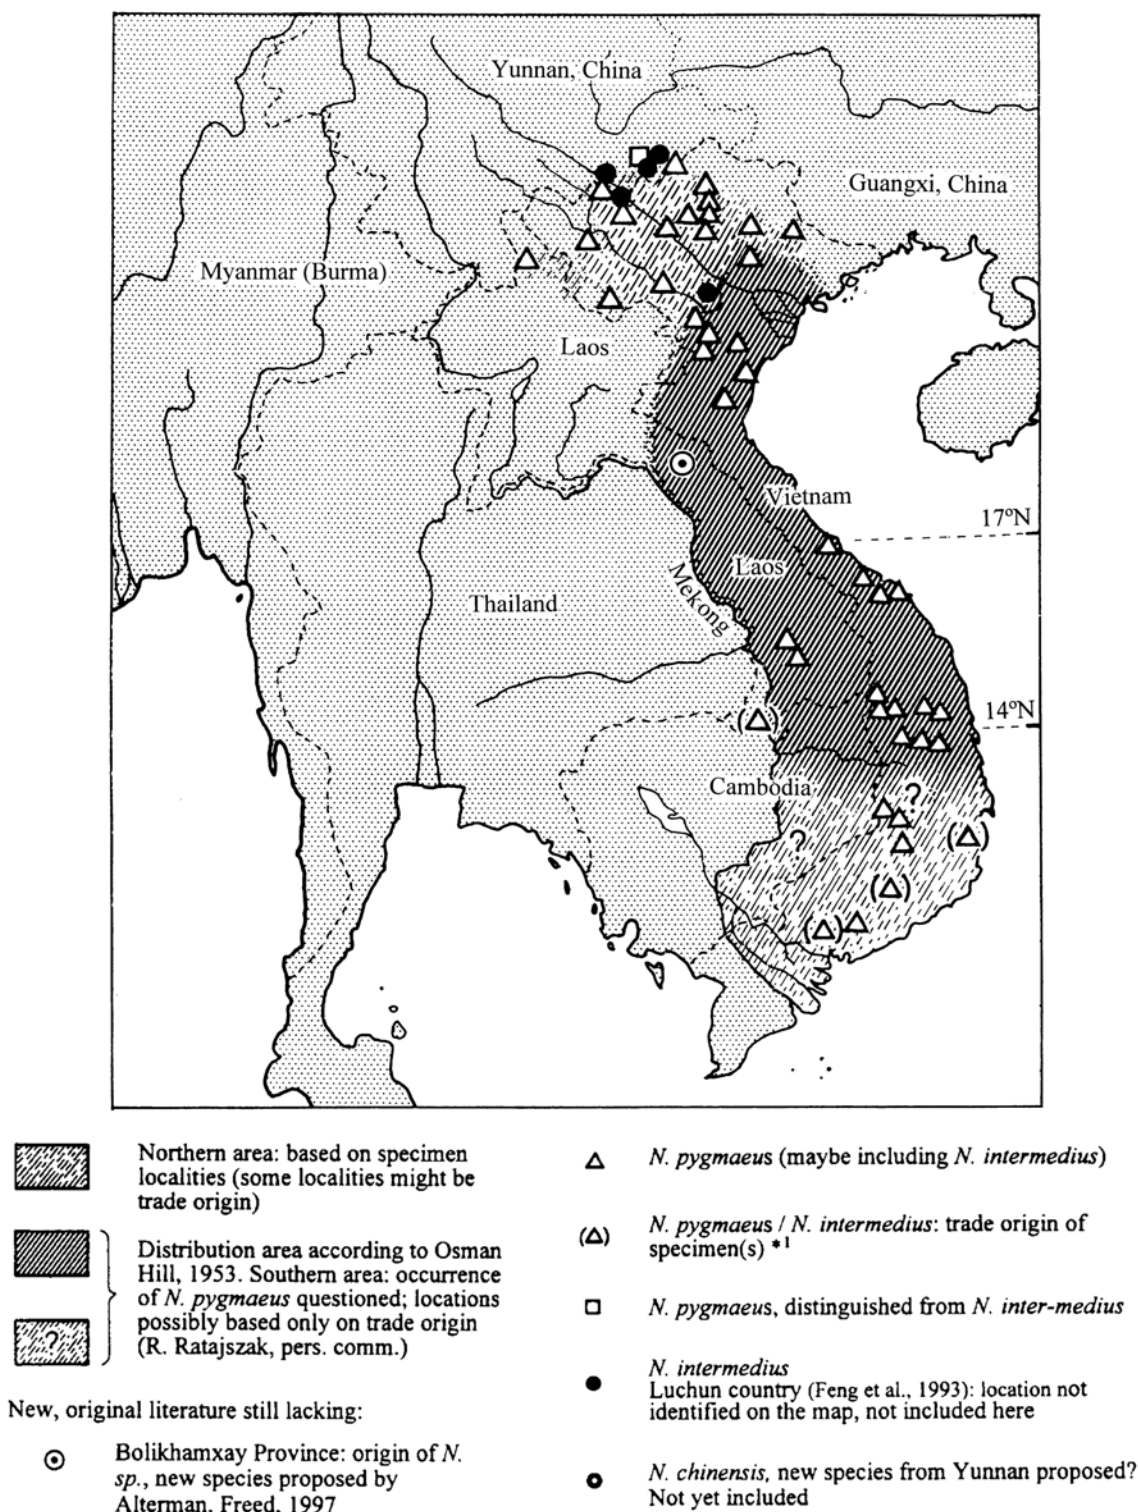 Yunnan, China
Guangxi, China
Myanmar (Burma)
Laos
Vietnam
17ºN
Laos
Thailand
Mekong
14ºN
Cambodia
?
?
Northern area: based on specimen
localities (some localities might be
trade origin)
Distribution area according to Osman
Hill, 1953. Southern area: occurrence
of N. pygmaeus questioned; locations
possibly based only on trade origin
(R. Ratajszak, pers. comm.)
?
New, original literature still lacking:
Bolikhamxay Province: origin of N.
sp., new species proposed by
Alterman, Freed, 1997
N. pygmaeus (maybe including N. intermedius)
N. pygmaeus / N. intermedius: trade origin of
specimen(s) *1
N. pygmaeus, distinguished from N. inter-medius
N. intermedius
Luchun country (Feng et al., 1993): location not
identified on the map, not included here
N. chinensis, new species from Yunnan proposed?
Not yet included